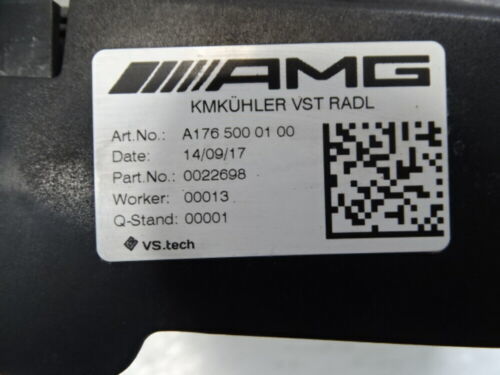 AMG
KMKÜHLER VST RADL
Art.No.: A176 500 01 00
Date: 14/09/17
Part.No.: 0022698
Worker: 00013
Q-Stand: 00001
VS.tech